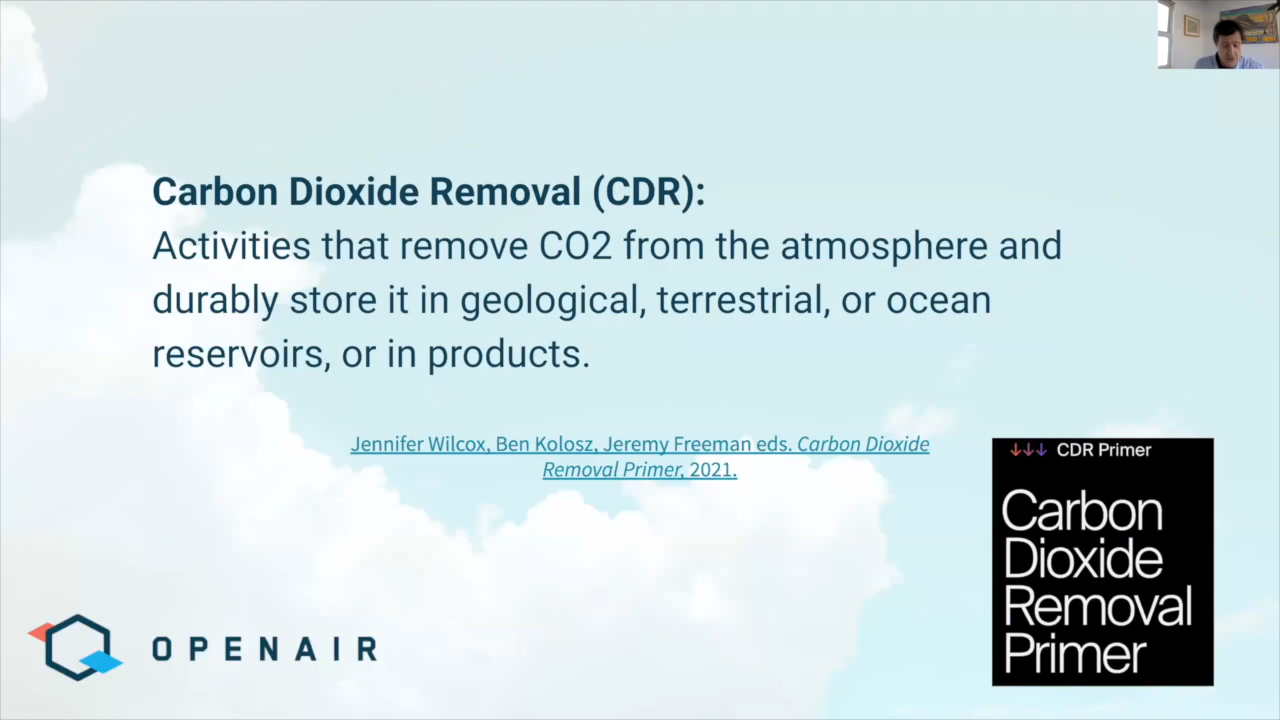 Carbon Dioxide Removal (CDR):
Activities that remove CO2 from the atmosphere and
durably store it in geological, terrestrial, or ocean
reservoirs, or in products.
Jennifer Wilcox, Ben Kolosz, Jeremy Freeman eds. Carbon Dioxide
Removal Primer, 2021.
CDR Primer
Carbon
Dioxide
Removal
Primer
OPENAIR